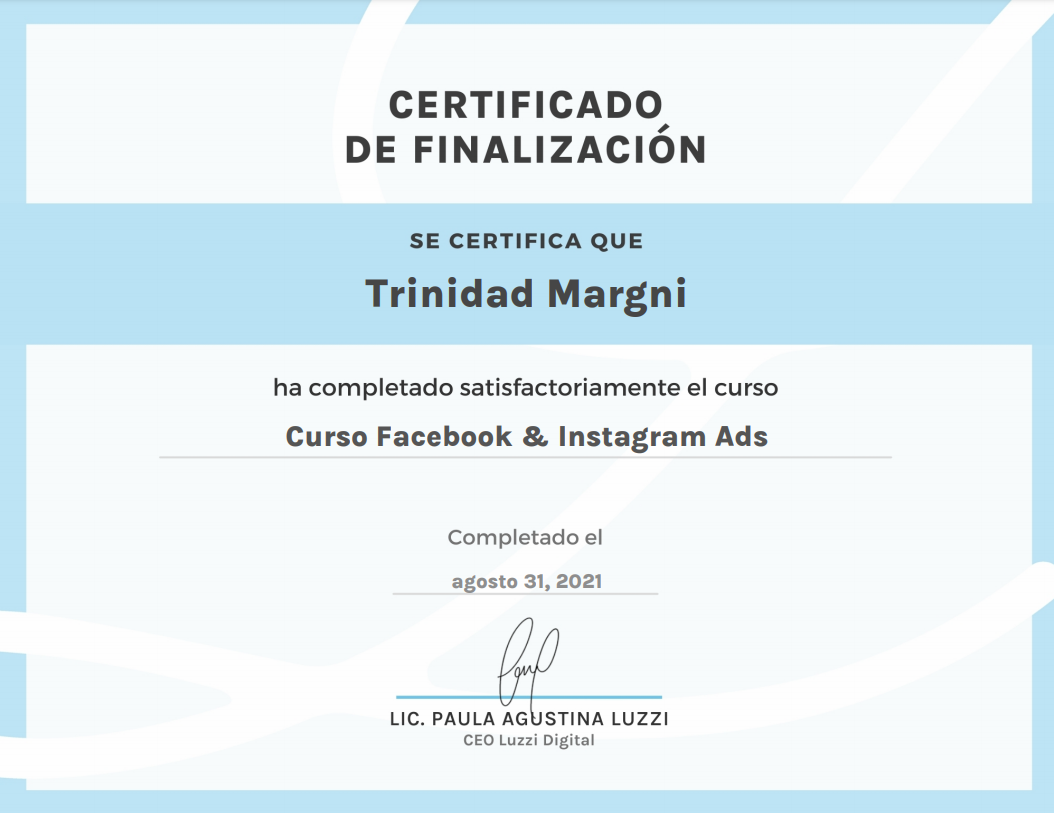 CERTIFICADO
DE FINALIZACIÓN
SE CERTIFICA QUE
Trinidad Margni
ha completado satisfactoriamente el curso
Curso Facebook & Instagram Ads
Completado el
agosto 31, 2021
LIC. PAULA AGUSTINA LUZZI
CEO Luzzi Digital